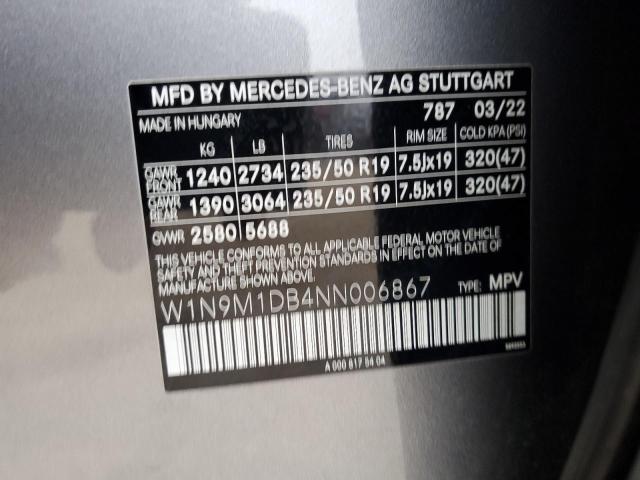 MFD BY MERCEDES-BENZ AG STUTTGART
MADE IN HUNGARY 787 03/22
KG LB TIRES RIM SIZE COLD KPA (PSI)
GAWR FRONT 1240 2734 235/50 R19 7.5Jx19 320(47)
GAWR REAR 1390 3064 235/50 R19 7.5Jx19 320(47)
GVWR 2580 5688
THIS VEHICLE CONFORMS TO ALL APPLICABLE FEDERAL MOTOR VEHICLE
SAFETY AND THEFT PREVENTION STANDARDS IN EFFECT ON THE DATE OF
MANUFACTURE SHOWN ABOVE.
W1N9M1DB4NN006867 TYPE: MPV
A 000 817 84 04